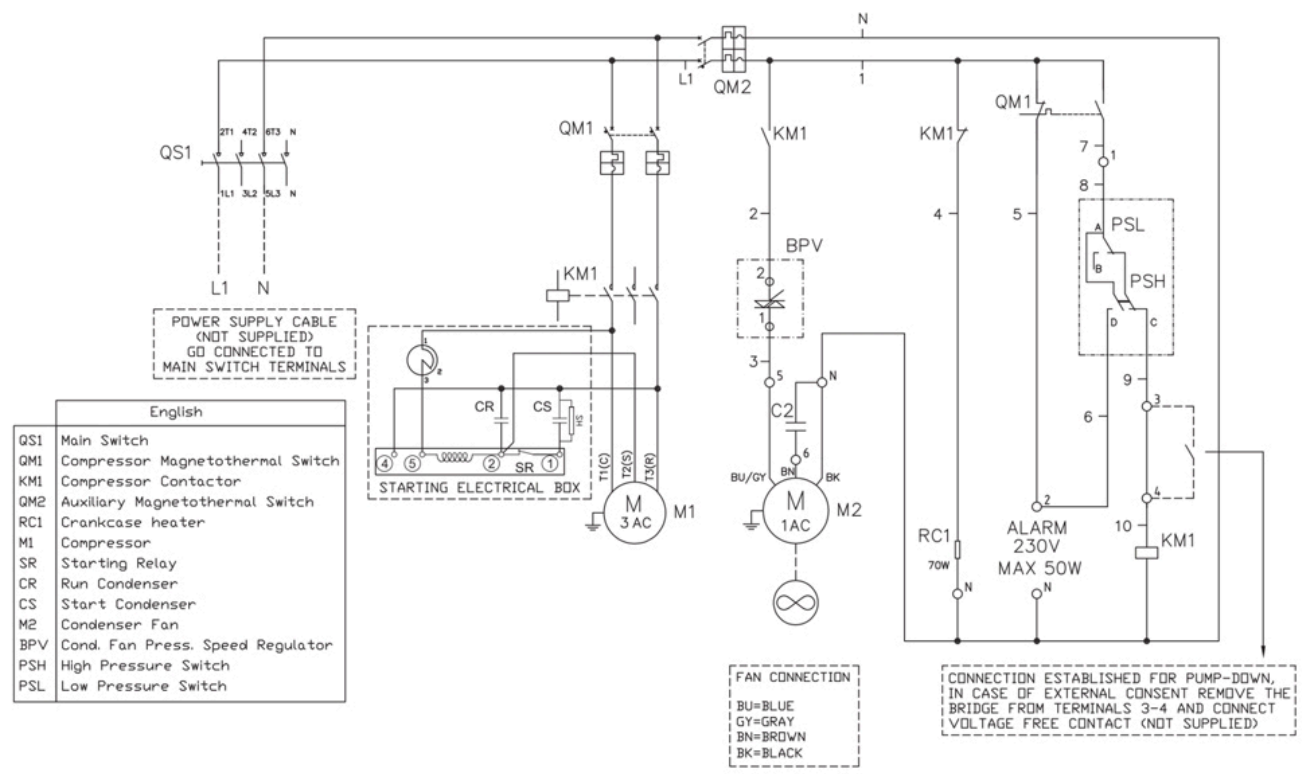 N
L1
1
QM2
2T1 4T2 6T3 N
QS1
1L1 3L2 5L3 N
L1 N
POWER SUPPLY CABLE
(NOT SUPPLIED)
GO CONNECTED TO
MAIN SWITCH TERMINALS
QM1
KM1
1
2
3
CR
CS
HS
4
5
2
SR
1
STARTING ELECTRICAL BOX
T1(C)
T2(S)
T3(R)
M
3 AC
M1
KM1
2
BPV
2
1
3
5
N
C2
6
BU/GY
BN
BK
M
1AC
M2
KM1
4
RC1
70W
N
QM1
5
7
1
8
PSL
A
B
PSH
D
C
9
3
6
4
2
10
KM1
ALARM
230V
MAX 50W
N
English
QS1 Main Switch
QM1 Compressor Magnetothermal Switch
KM1 Compressor Contactor
QM2 Auxiliary Magnetothermal Switch
RC1 Crankcase heater
M1 Compressor
SR Starting Relay
CR Run Condenser
CS Start Condenser
M2 Condenser Fan
BPV Cond. Fan Press. Speed Regulator
PSH High Pressure Switch
PSL Low Pressure Switch
FAN CONNECTION
BU=BLUE
GY=GRAY
BN=BROWN
BK=BLACK
CONNECTION ESTABLISHED FOR PUMP-DOWN,
IN CASE OF EXTERNAL CONSENT REMOVE THE
BRIDGE FROM TERMINALS 3-4 AND CONNECT
VOLTAGE FREE CONTACT (NOT SUPPLIED)